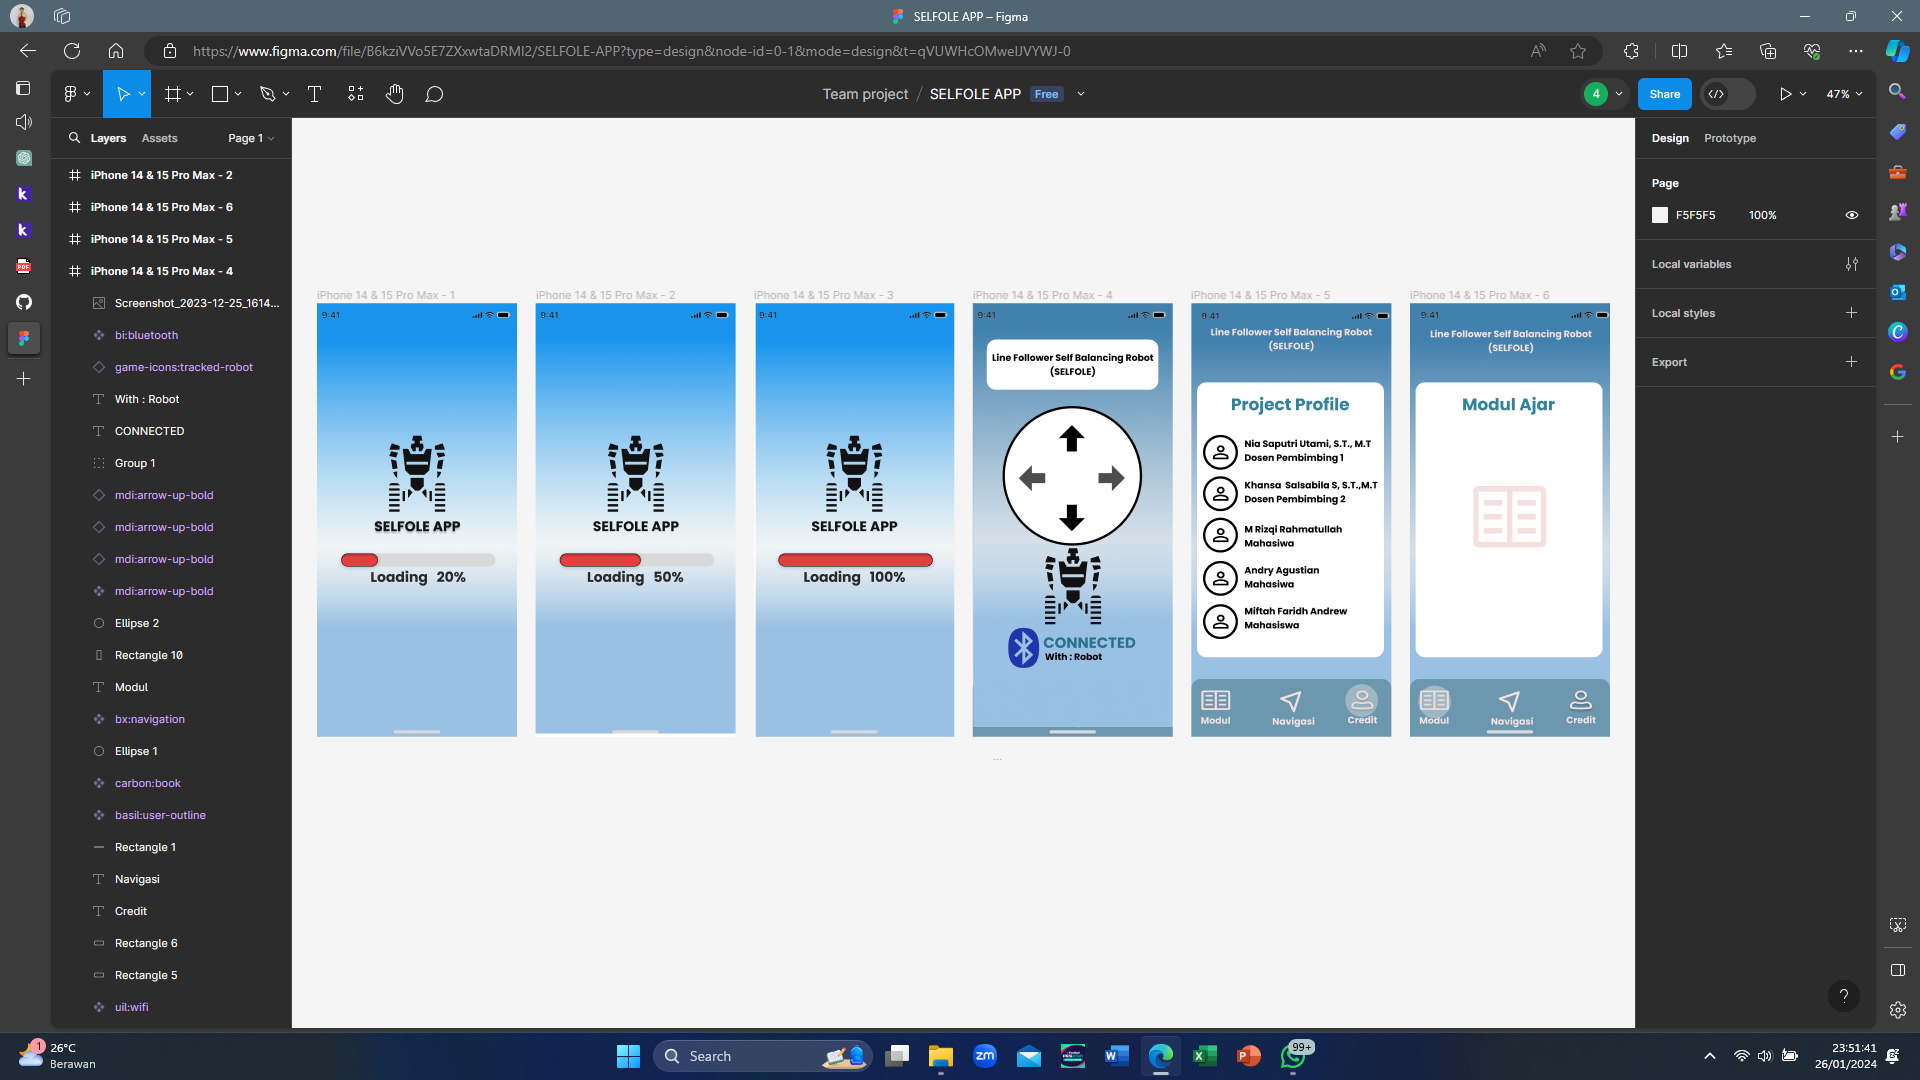 SELFOLE APP – Figma
https://www.figma.com/file/B6kziVVo5E7ZXxwtaDRMI2/SELFOLE-APP?type=design&node-id=0-1&mode=design&t=qVUWHcOMweIJVYWJ-0
Team project / SELFOLE APP Free
4
Share
47%
Layers
Assets
Page 1
iPhone 14 & 15 Pro Max - 2
iPhone 14 & 15 Pro Max - 6
iPhone 14 & 15 Pro Max - 5
iPhone 14 & 15 Pro Max - 4
Screenshot_2023-12-25_1614...
bi:bluetooth
game-icons:tracked-robot
With : Robot
CONNECTED
Group 1
mdi:arrow-up-bold
mdi:arrow-up-bold
mdi:arrow-up-bold
mdi:arrow-up-bold
Ellipse 2
Rectangle 10
Modul
bx:navigation
Ellipse 1
carbon:book
basil:user-outline
Rectangle 1
Navigasi
Credit
Rectangle 6
Rectangle 5
uil:wifi
iPhone 14 & 15 Pro Max - 1
9:41
SELFOLE APP
Loading 20%
iPhone 14 & 15 Pro Max - 2
9:41
SELFOLE APP
Loading 50%
iPhone 14 & 15 Pro Max - 3
9:41
SELFOLE APP
Loading 100%
iPhone 14 & 15 Pro Max - 4
9:41
Line Follower Self Balancing Robot
(SELFOLE)
CONNECTED
With : Robot
...
iPhone 14 & 15 Pro Max - 5
9:41
Line Follower Self Balancing Robot
(SELFOLE)
Project Profile
Nia Saputri Utami, S.T., M.T
Dosen Pembimbing 1
Khansa Salsabila S, S.T.,M.T
Dosen Pembimbing 2
M Rizqi Rahmatullah
Mahasiwa
Andry Agustian
Mahasiwa
Miftah Faridh Andrew
Mahasiswa
Modul
Navigasi
Credit
iPhone 14 & 15 Pro Max - 6
9:41
Line Follower Self Balancing Robot
(SELFOLE)
Modul Ajar
Modul
Navigasi
Credit
Design
Prototype
Page
F5F5F5
100%
Local variables
Local styles
Export
?
1
26°C
Berawan
Search
zm
99+
23:51:41
26/01/2024